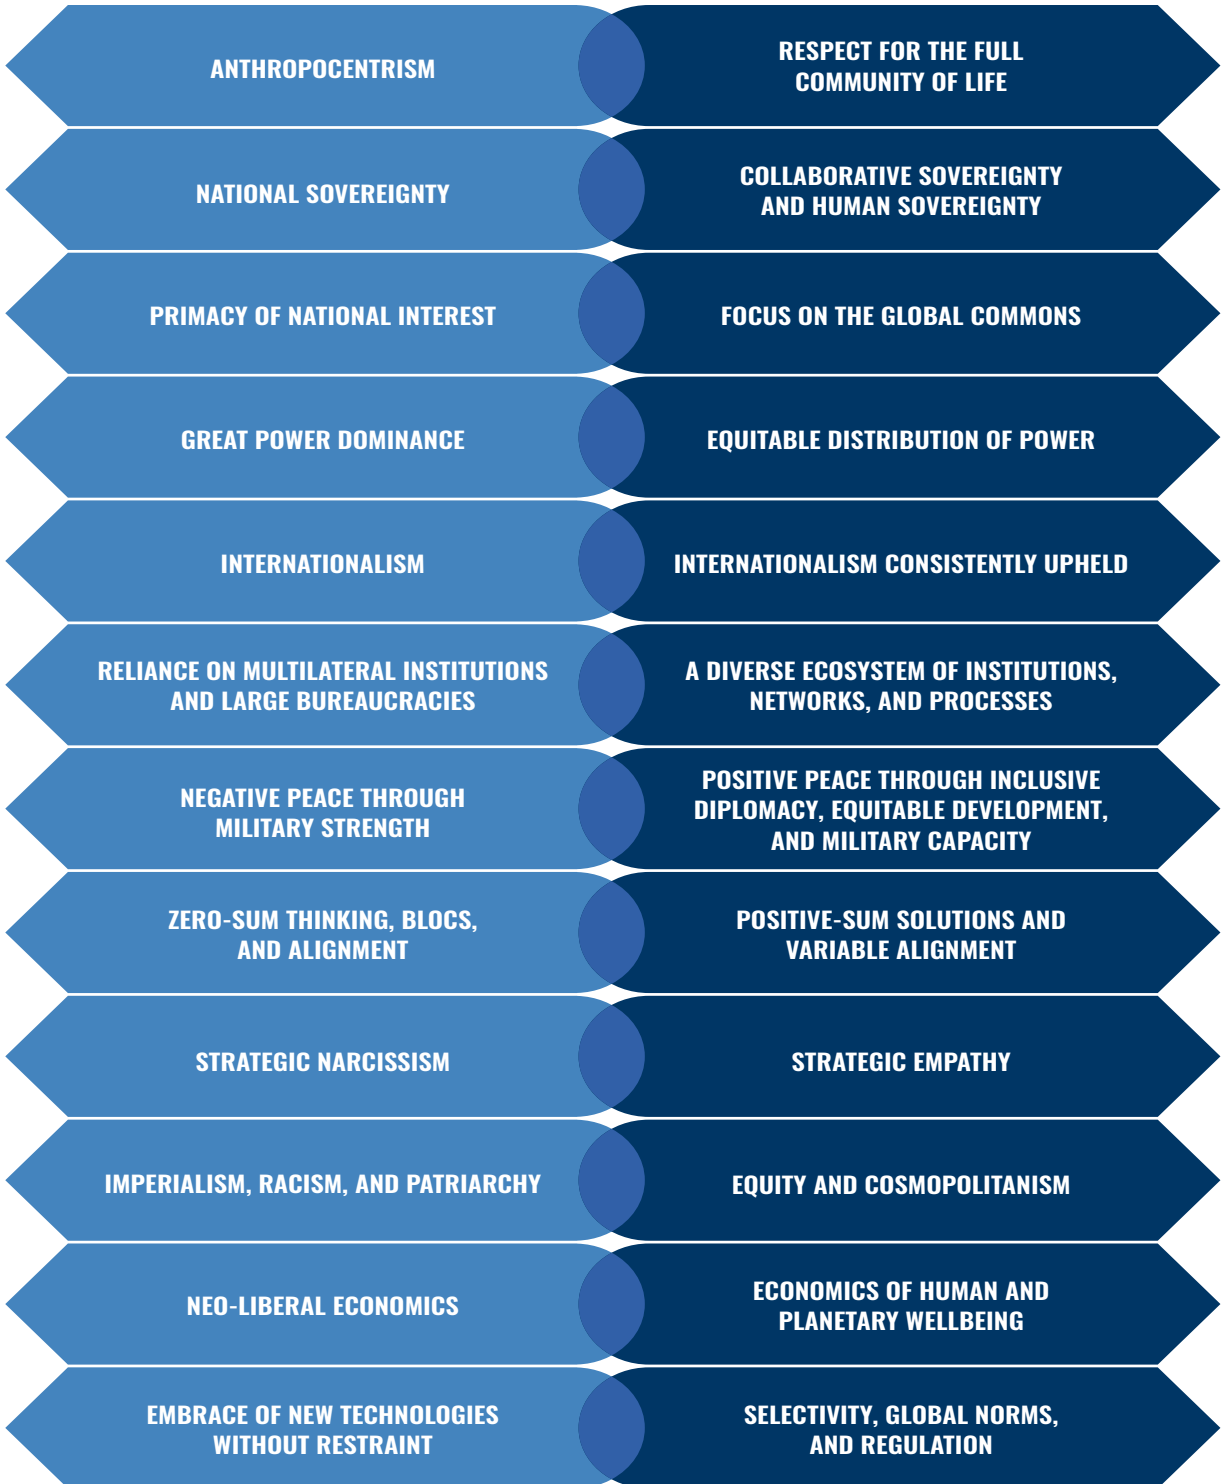 ANTHROPOCENTRISM
RESPECT FOR THE FULL
COMMUNITY OF LIFE
NATIONAL SOVEREIGNTY
COLLABORATIVE SOVEREIGNTY
AND HUMAN SOVEREIGNTY
PRIMACY OF NATIONAL INTEREST
FOCUS ON THE GLOBAL COMMONS
GREAT POWER DOMINANCE
EQUITABLE DISTRIBUTION OF POWER
INTERNATIONALISM
INTERNATIONALISM CONSISTENTLY UPHELD
RELIANCE ON MULTILATERAL INSTITUTIONS
AND LARGE BUREAUCRACIES
A DIVERSE ECOSYSTEM OF INSTITUTIONS,
NETWORKS, AND PROCESSES
NEGATIVE PEACE THROUGH
MILITARY STRENGTH
POSITIVE PEACE THROUGH INCLUSIVE
DIPLOMACY, EQUITABLE DEVELOPMENT,
AND MILITARY CAPACITY
ZERO-SUM THINKING, BLOCS,
AND ALIGNMENT
POSITIVE-SUM SOLUTIONS AND
VARIABLE ALIGNMENT
STRATEGIC NARCISSISM
STRATEGIC EMPATHY
IMPERIALISM, RACISM, AND PATRIARCHY
EQUITY AND COSMOPOLITANISM
NEO-LIBERAL ECONOMICS
ECONOMICS OF HUMAN AND
PLANETARY WELLBEING
EMBRACE OF NEW TECHNOLOGIES
WITHOUT RESTRAINT
SELECTIVITY, GLOBAL NORMS,
AND REGULATION